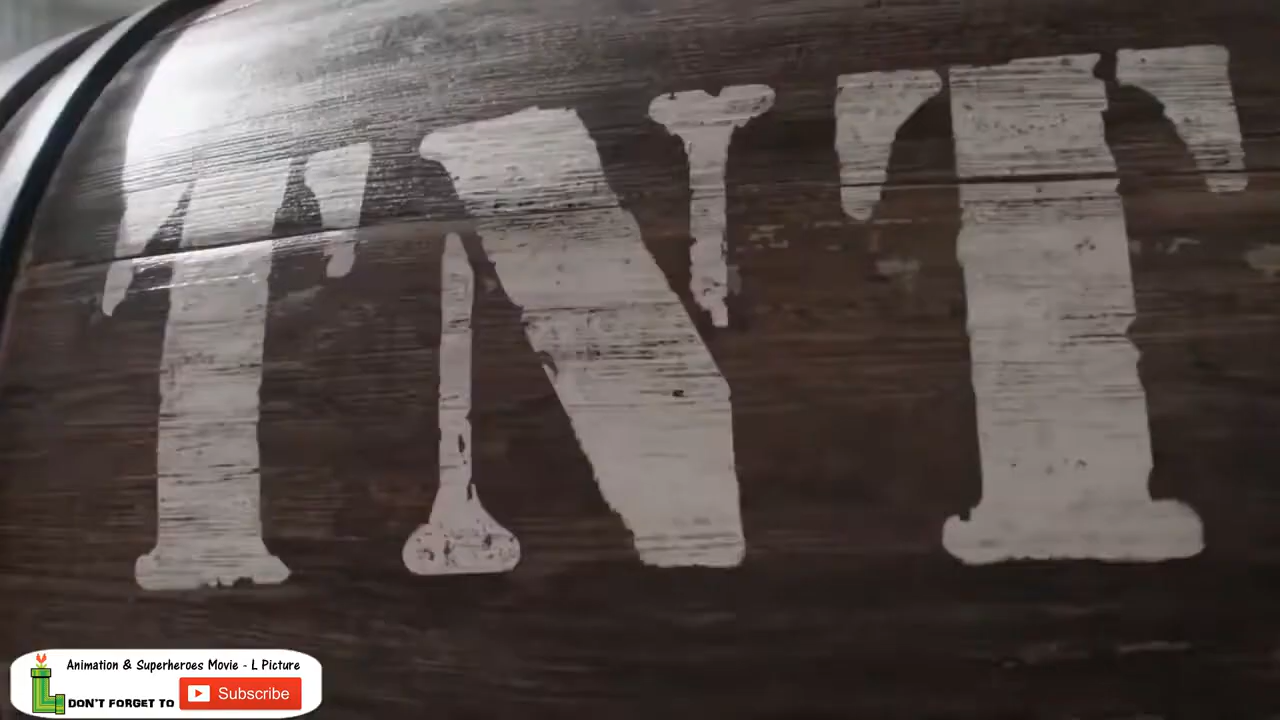 TNT
Animation & Superheroes Movie - L Picture
DON'T FORGET TO
Subscribe